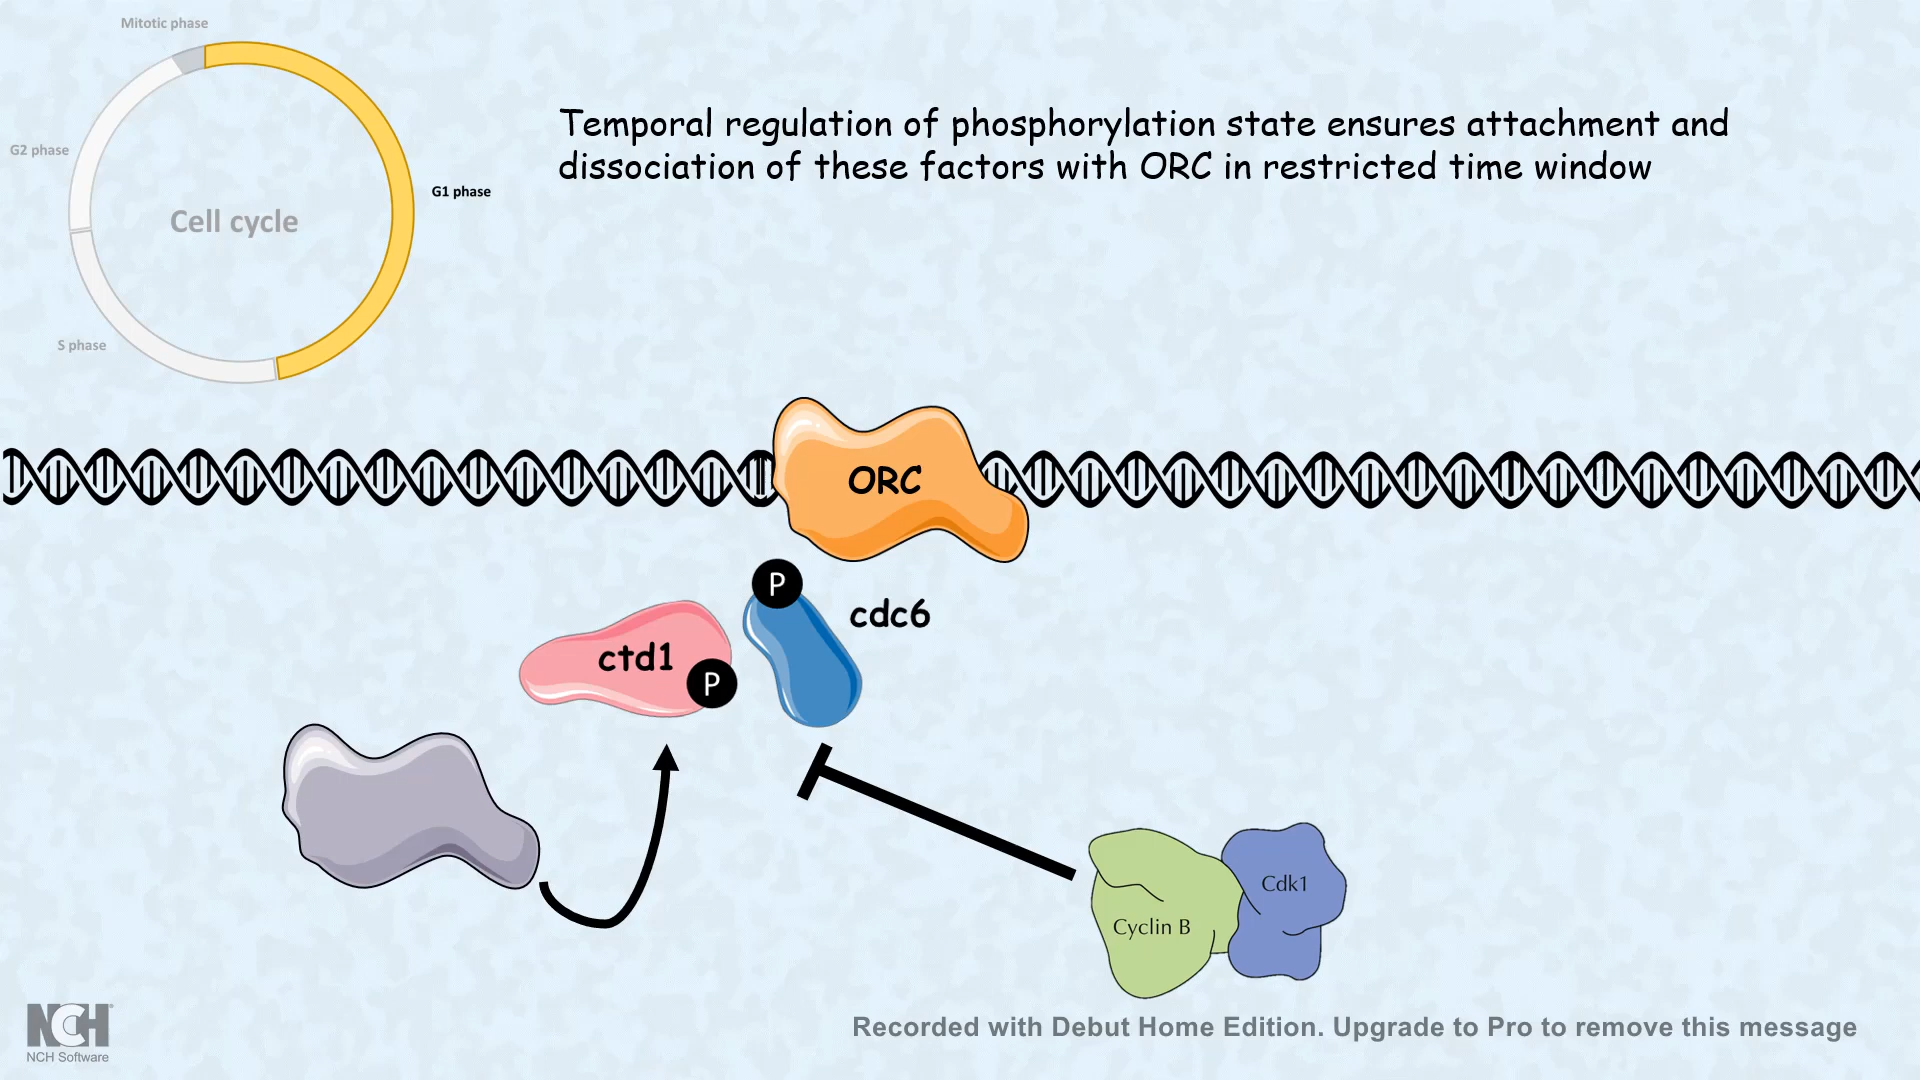 Mitotic phase
G2 phase
G1 phase
Cell cycle
S phase
Temporal regulation of phosphorylation state ensures attachment and
dissociation of these factors with ORC in restricted time window
ORC
P
cdc6
ctd1
P
Cdk1
Cyclin B
NCH
NCH Software
Recorded with Debut Home Edition. Upgrade to Pro to remove this message